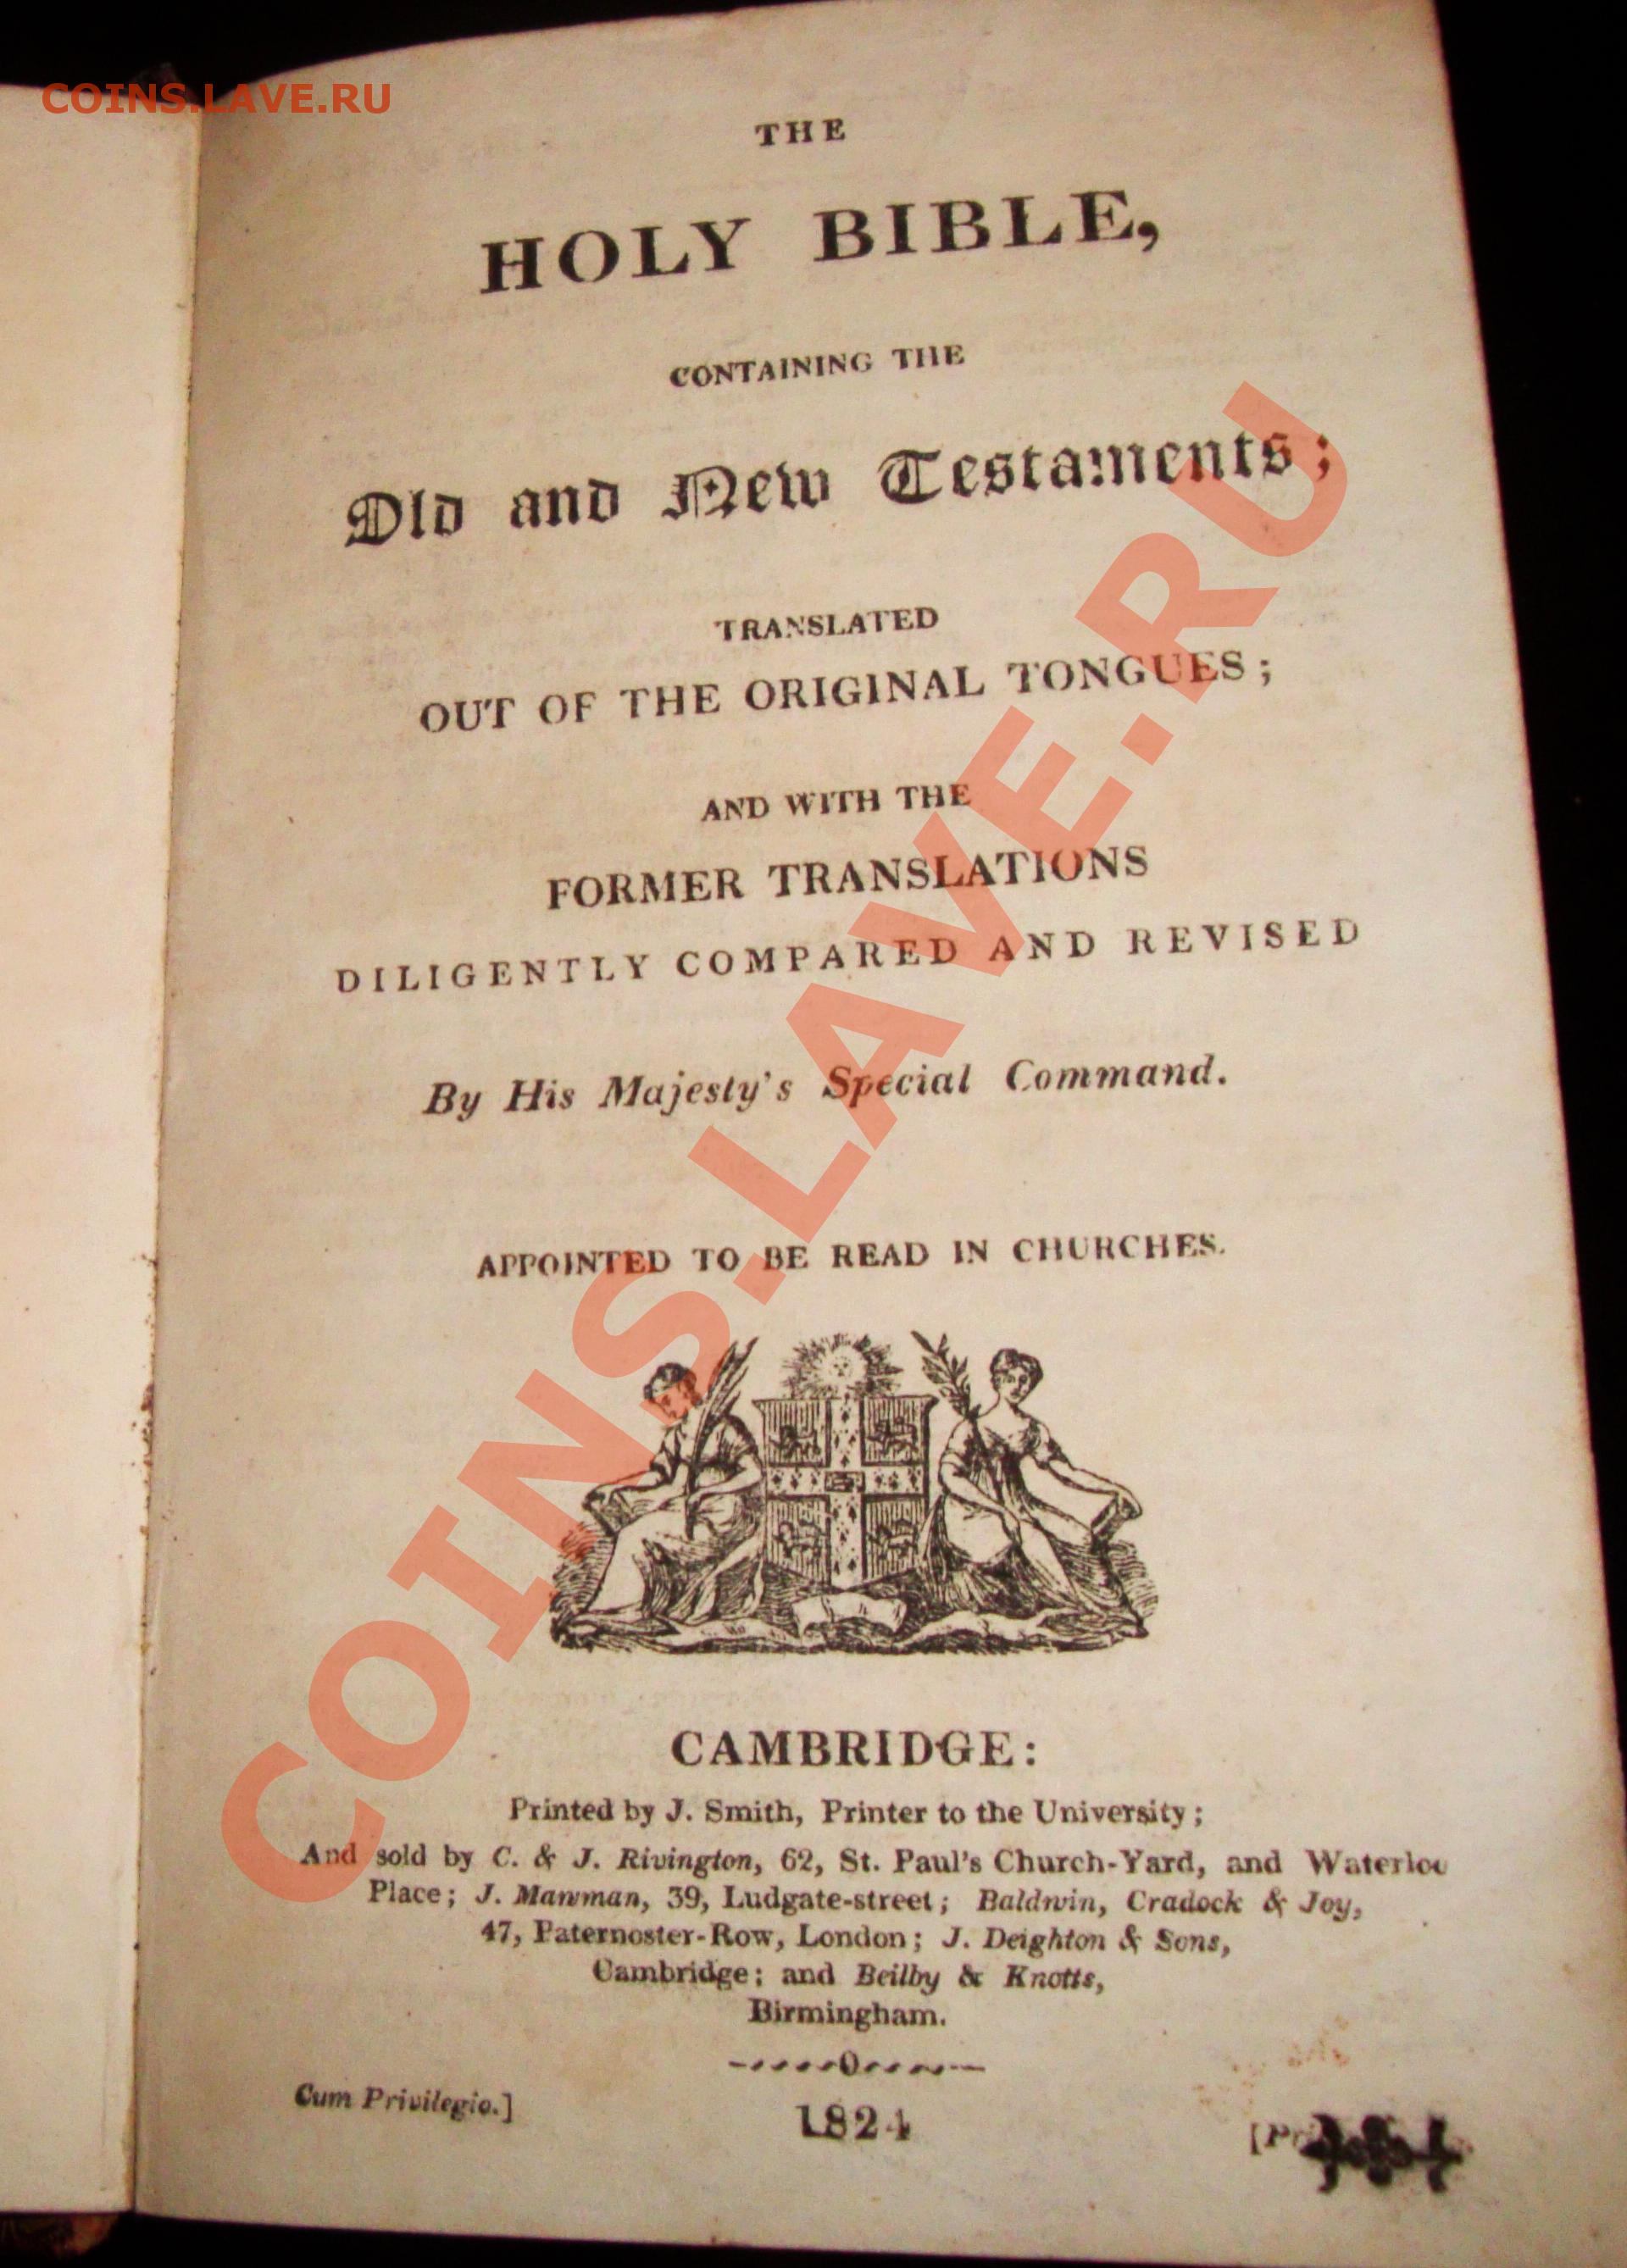 COINS.LAVE.RU
THE
HOLY BIBLE,
CONTAINING THE
Old and New Testaments;
TRANSLATED
OUT OF THE ORIGINAL TONGUES;
AND WITH THE
FORMER TRANSLATIONS
DILIGENTLY COMPARED AND REVISED
By His Majesty's Special Command.
APPOINTED TO BE READ IN CHURCHES.
COINS.LAVE.RU
CAMBRIDGE:
Printed by J. Smith, Printer to the University;
And sold by C. & J. Rivington, 62, St. Paul's Church-Yard, and Waterloo
Place; J. Mawman, 39, Ludgate-street; Baldwin, Cradock & Joy,
47, Paternoster-Row, London; J. Deighton & Sons,
Cambridge; and Beilby & Knotts,
Birmingham.
Cum Privilegio.]
1824